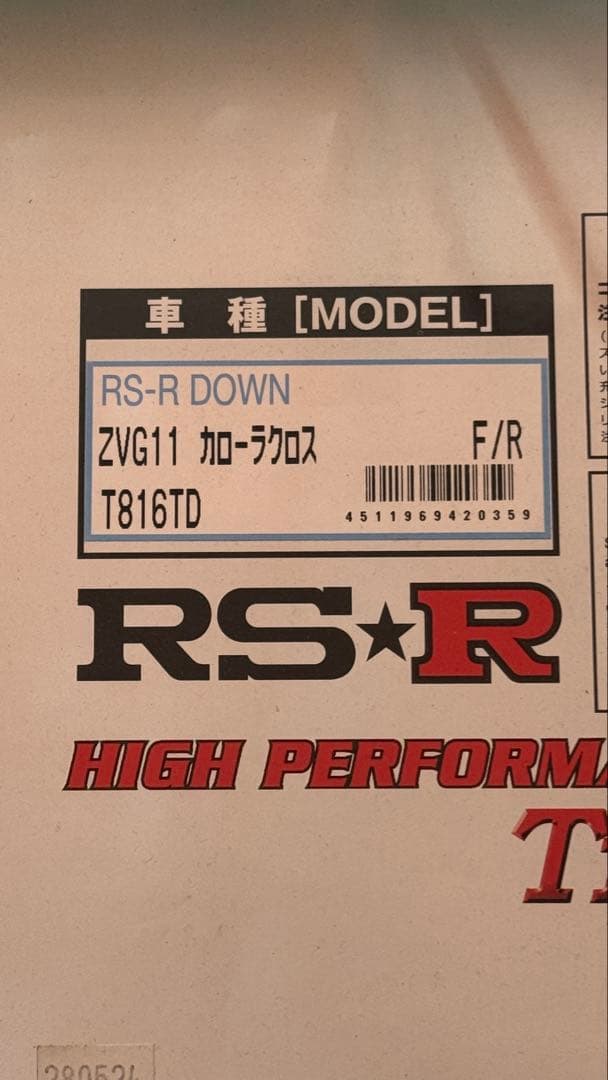 車 種 [MODEL]
RS-R DOWN
ZVG11 ｶﾛｰﾗｸﾛｽ F/R
T816TD
4511969420359
RS★R
HIGH PERFORMA